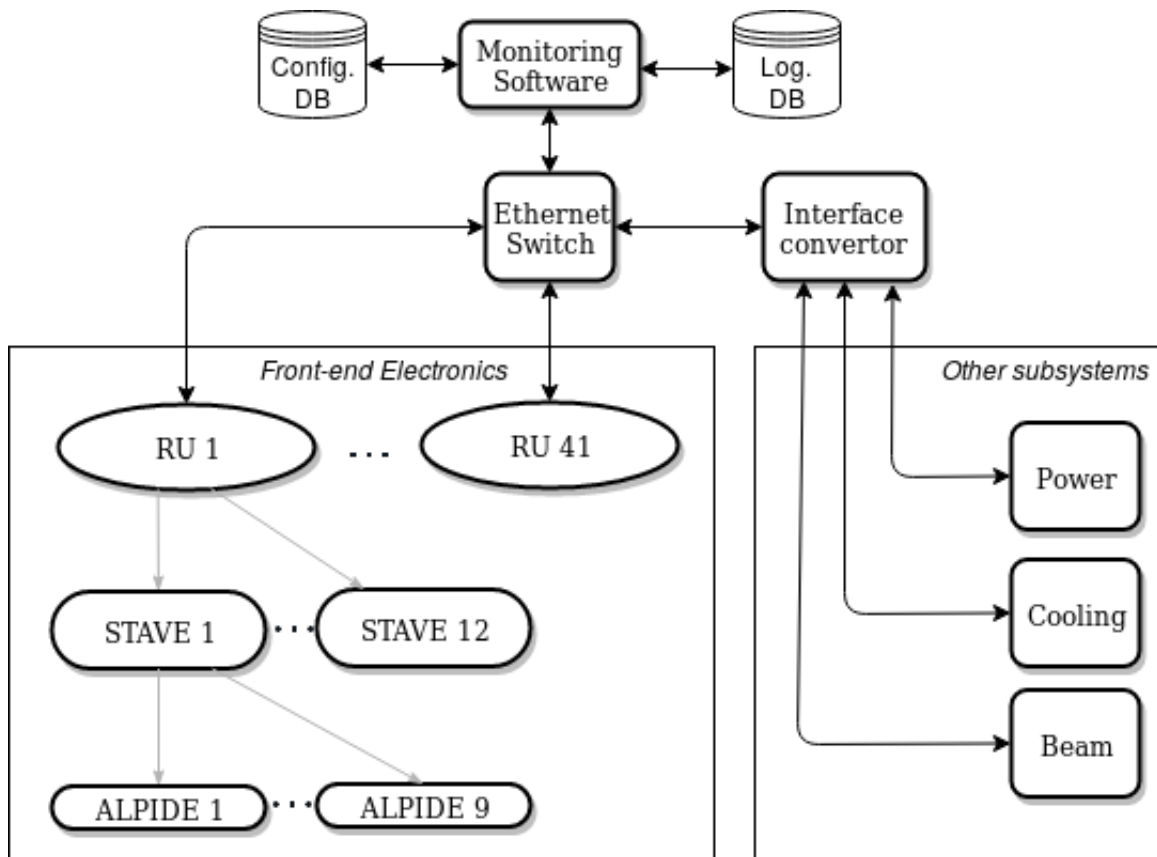 Config.
DB
Monitoring
Software
Log.
DB
Ethernet
Switch
Interface
convertor
Front-end Electronics
Other subsystems
RU 1
...
RU 41
Power
STAVE 1
...
STAVE 12
Cooling
Beam
ALPIDE 1
...
ALPIDE 9